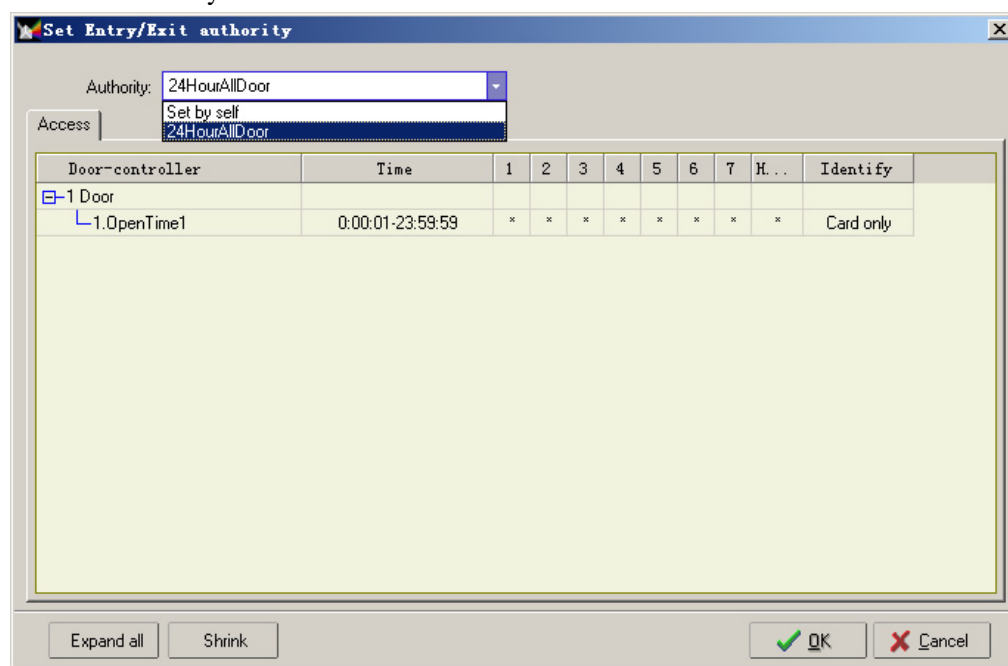 Set Entry/Exit authority
Authority: 24HourAllDoor
Set by self
24HourAllDoor
Access
Door-controller Time 1 2 3 4 5 6 7 H... Identify
1 Door
1.OpenTime1 0:00:01-23:59:59 * * * * * * * * Card only
Expand all Shrink OK Cancel